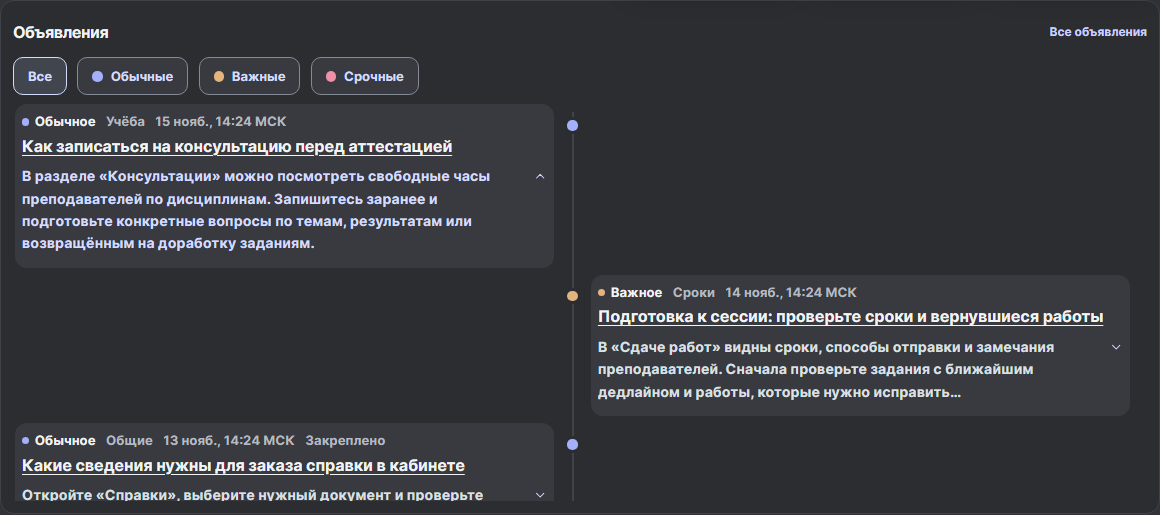 Объявления
Все объявления
Все
Обычные
Важные
Срочные
Обычное Учёба 15 нояб., 14:24 МСК
Как записаться на консультацию перед аттестацией
В разделе «Консультации» можно посмотреть свободные часы
преподавателей по дисциплинам. Запишитесь заранее и
подготовьте конкретные вопросы по темам, результатам или
возвращённым на доработку заданиям.
Важное Сроки 14 нояб., 14:24 МСК
Подготовка к сессии: проверьте сроки и вернувшиеся работы
В «Сдаче работ» видны сроки, способы отправки и замечания
преподавателей. Сначала проверьте задания с ближайшим
дедлайном и работы, которые нужно исправить…
Обычное Общие 13 нояб., 14:24 МСК Закреплено
Какие сведения нужны для заказа справки в кабинете
Откройте «Справки», выберите нужный документ и проверьте